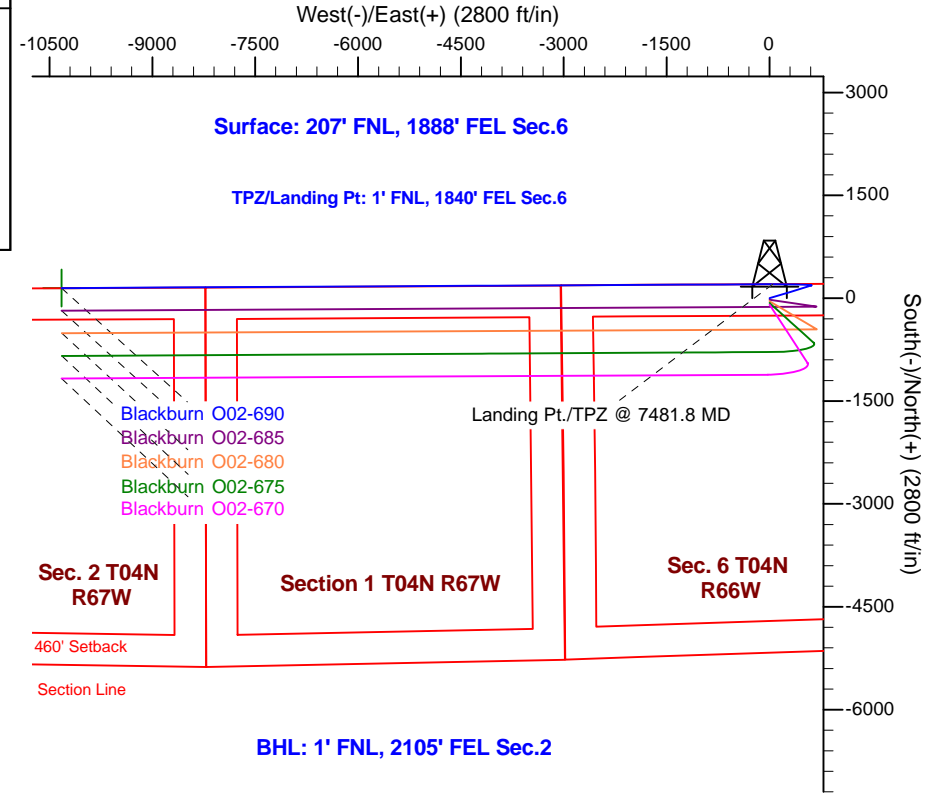 West(-)/East(+) (2800 ft/in)
-10500 -9000 -7500 -6000 -4500 -3000 -1500 0
3000
Surface: 207' FNL, 1888' FEL Sec.6
1500
TPZ/Landing Pt: 1' FNL, 1840' FEL Sec.6
0
South(-)/North(+) (2800 ft/in)
-1500
Blackburn O02-690
Landing Pt./TPZ @ 7481.8 MD
Blackburn O02-685
Blackburn O02-680
Blackburn O02-675
Blackburn O02-670
-3000
Sec. 2 T04N
R67W
Section 1 T04N R67W
Sec. 6 T04N
R66W
-4500
460' Setback
Section Line
-6000
BHL: 1' FNL, 2105' FEL Sec.2